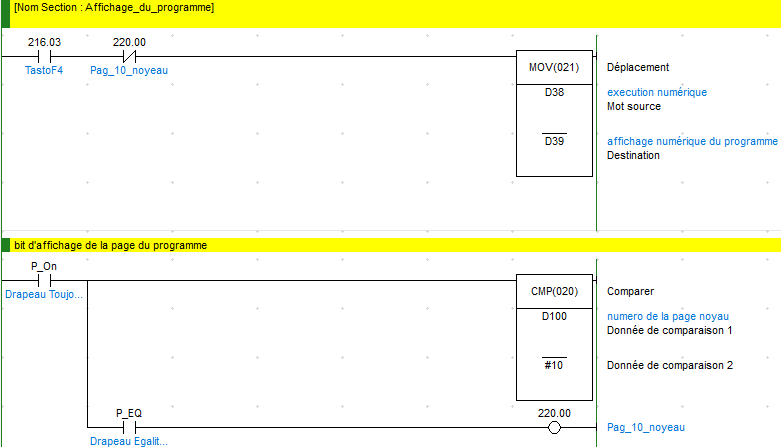 [Nom Section : Affichage_du_programme]
216.03 220.00
TastoF4 Pag_10_noyeau
MOV(021) Déplacement
D38 execution numérique
Mot source
D39 affichage numérique du programme
Destination
bit d'affichage de la page du programme
P_On
Drapeau Toujo...
CMP(020) Comparer
D100 numero de la page noyau
Donnée de comparaison 1
#10 Donnée de comparaison 2
P_EQ 220.00
Drapeau Egalit... Pag_10_noyeau